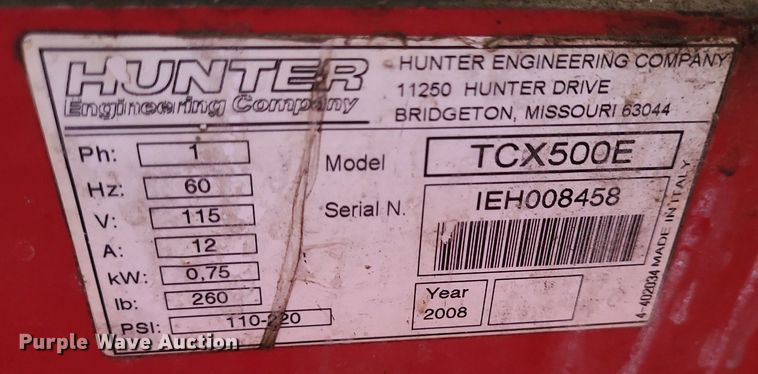 HUNTER
Engineering Company
HUNTER ENGINEERING COMPANY
11250 HUNTER DRIVE
BRIDGETON, MISSOURI 63044
Ph: 1
Hz: 60
V: 115
A: 12
kW: 0,75
lb: 260
PSI: 110-220
Model TCX500E
Serial N. IEH008458
Year
2008
4-402034 MADE IN ITALY
Purple Wave Auction